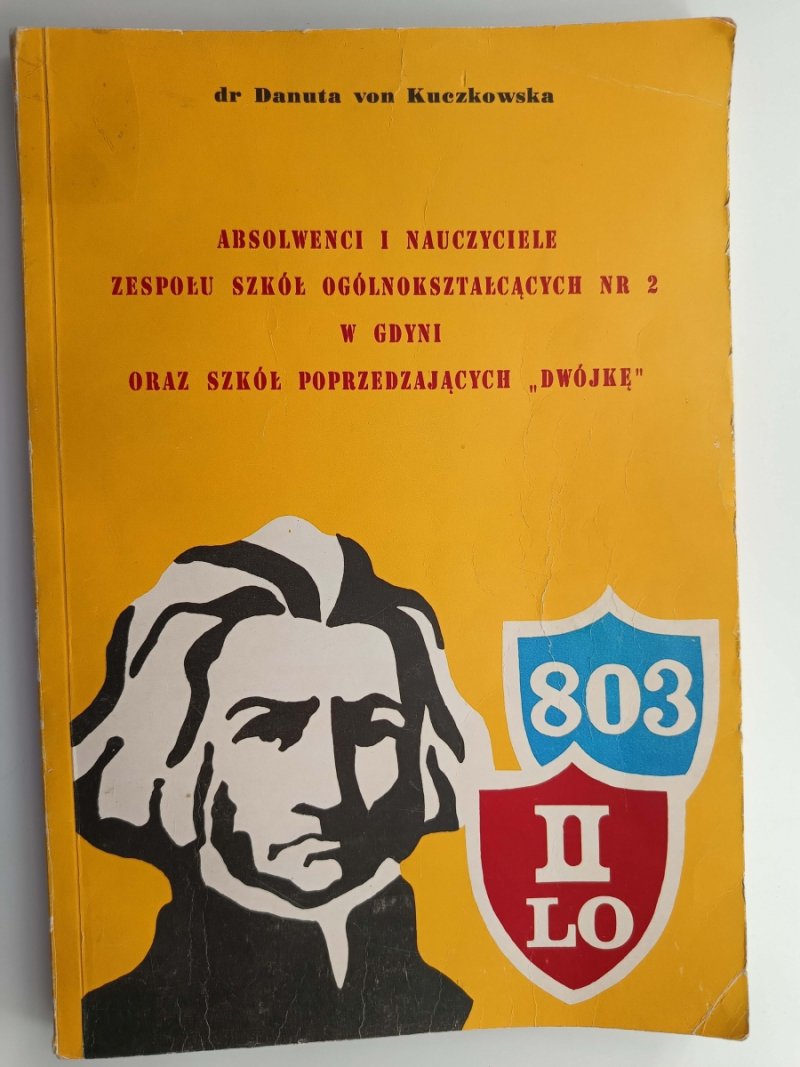 dr Danuta von Kuczkowska
ABSOLWENCI I NAUCZYCIELE
ZESPOŁU SZKÓŁ OGÓLNOKSZTAŁCĄCYCH NR 2
W GDYNI
ORAZ SZKÓŁ POPRZEDZAJĄCYCH „DWÓJKĘ"
803
II
LO